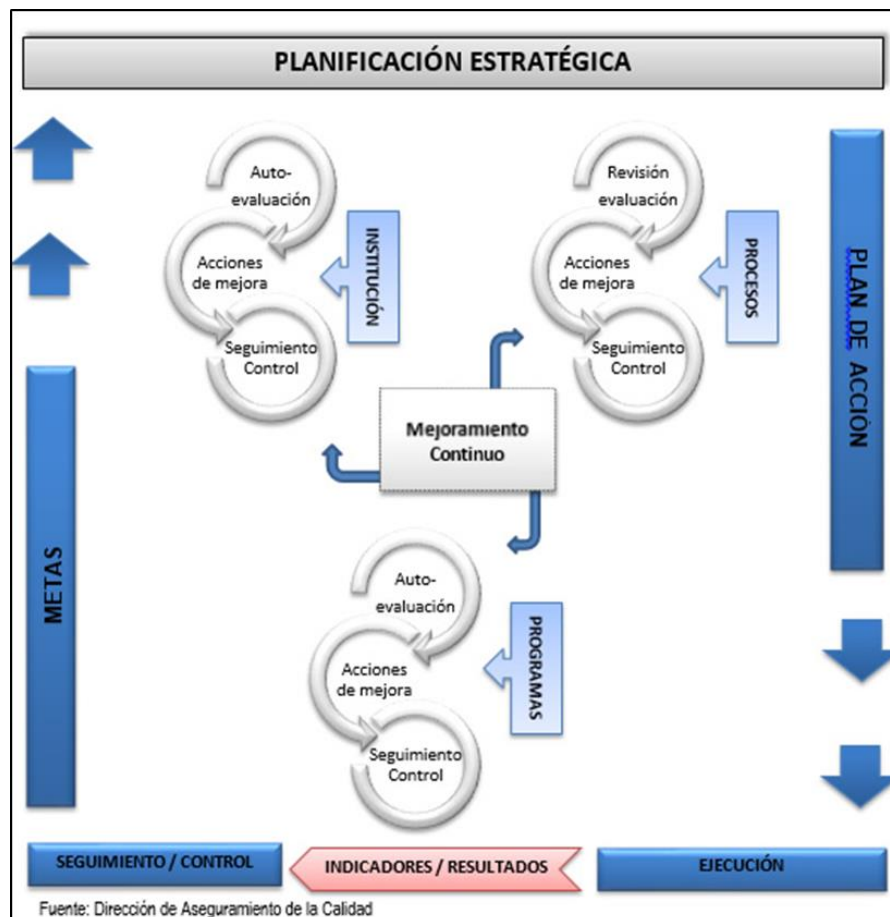 PLANIFICACIÓN ESTRATÉGICA
Auto-
evaluación
Acciones
de mejora
Seguimiento
Control
INSTITUCIÓN
Revisión
evaluación
Acciones
de mejora
Seguimiento
Control
PROCESOS
PLAN DE ACCIÓN
Mejoramiento
Continuo
METAS
Auto-
evaluación
Acciones
de mejora
Seguimiento
Control
PROGRAMAS
SEGUIMIENTO / CONTROL
INDICADORES / RESULTADOS
EJECUCIÓN
Fuente: Dirección de Aseguramiento de la Calidad